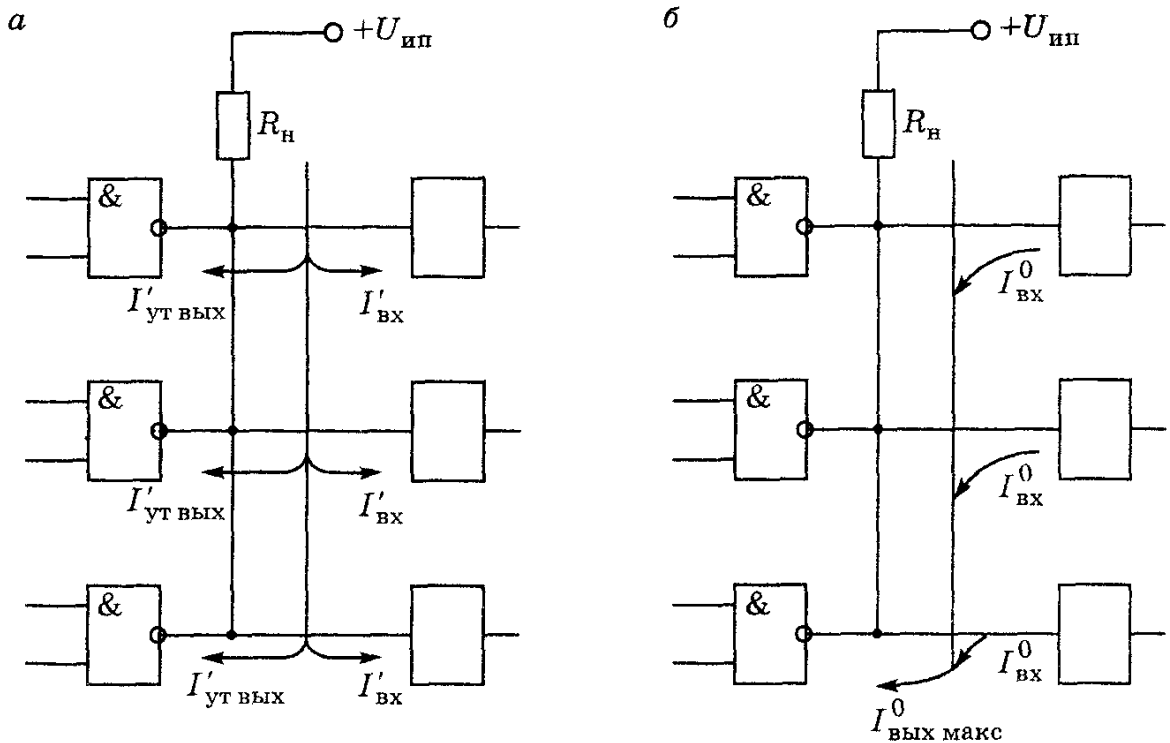 а
+Uип
Rн
&
I′ут вых
I′вх
&
I′ут вых
I′вх
&
I′ут вых
I′вх
б
+Uип
Rн
&
I⁰вх
&
I⁰вх
&
I⁰вх
I⁰вых макс